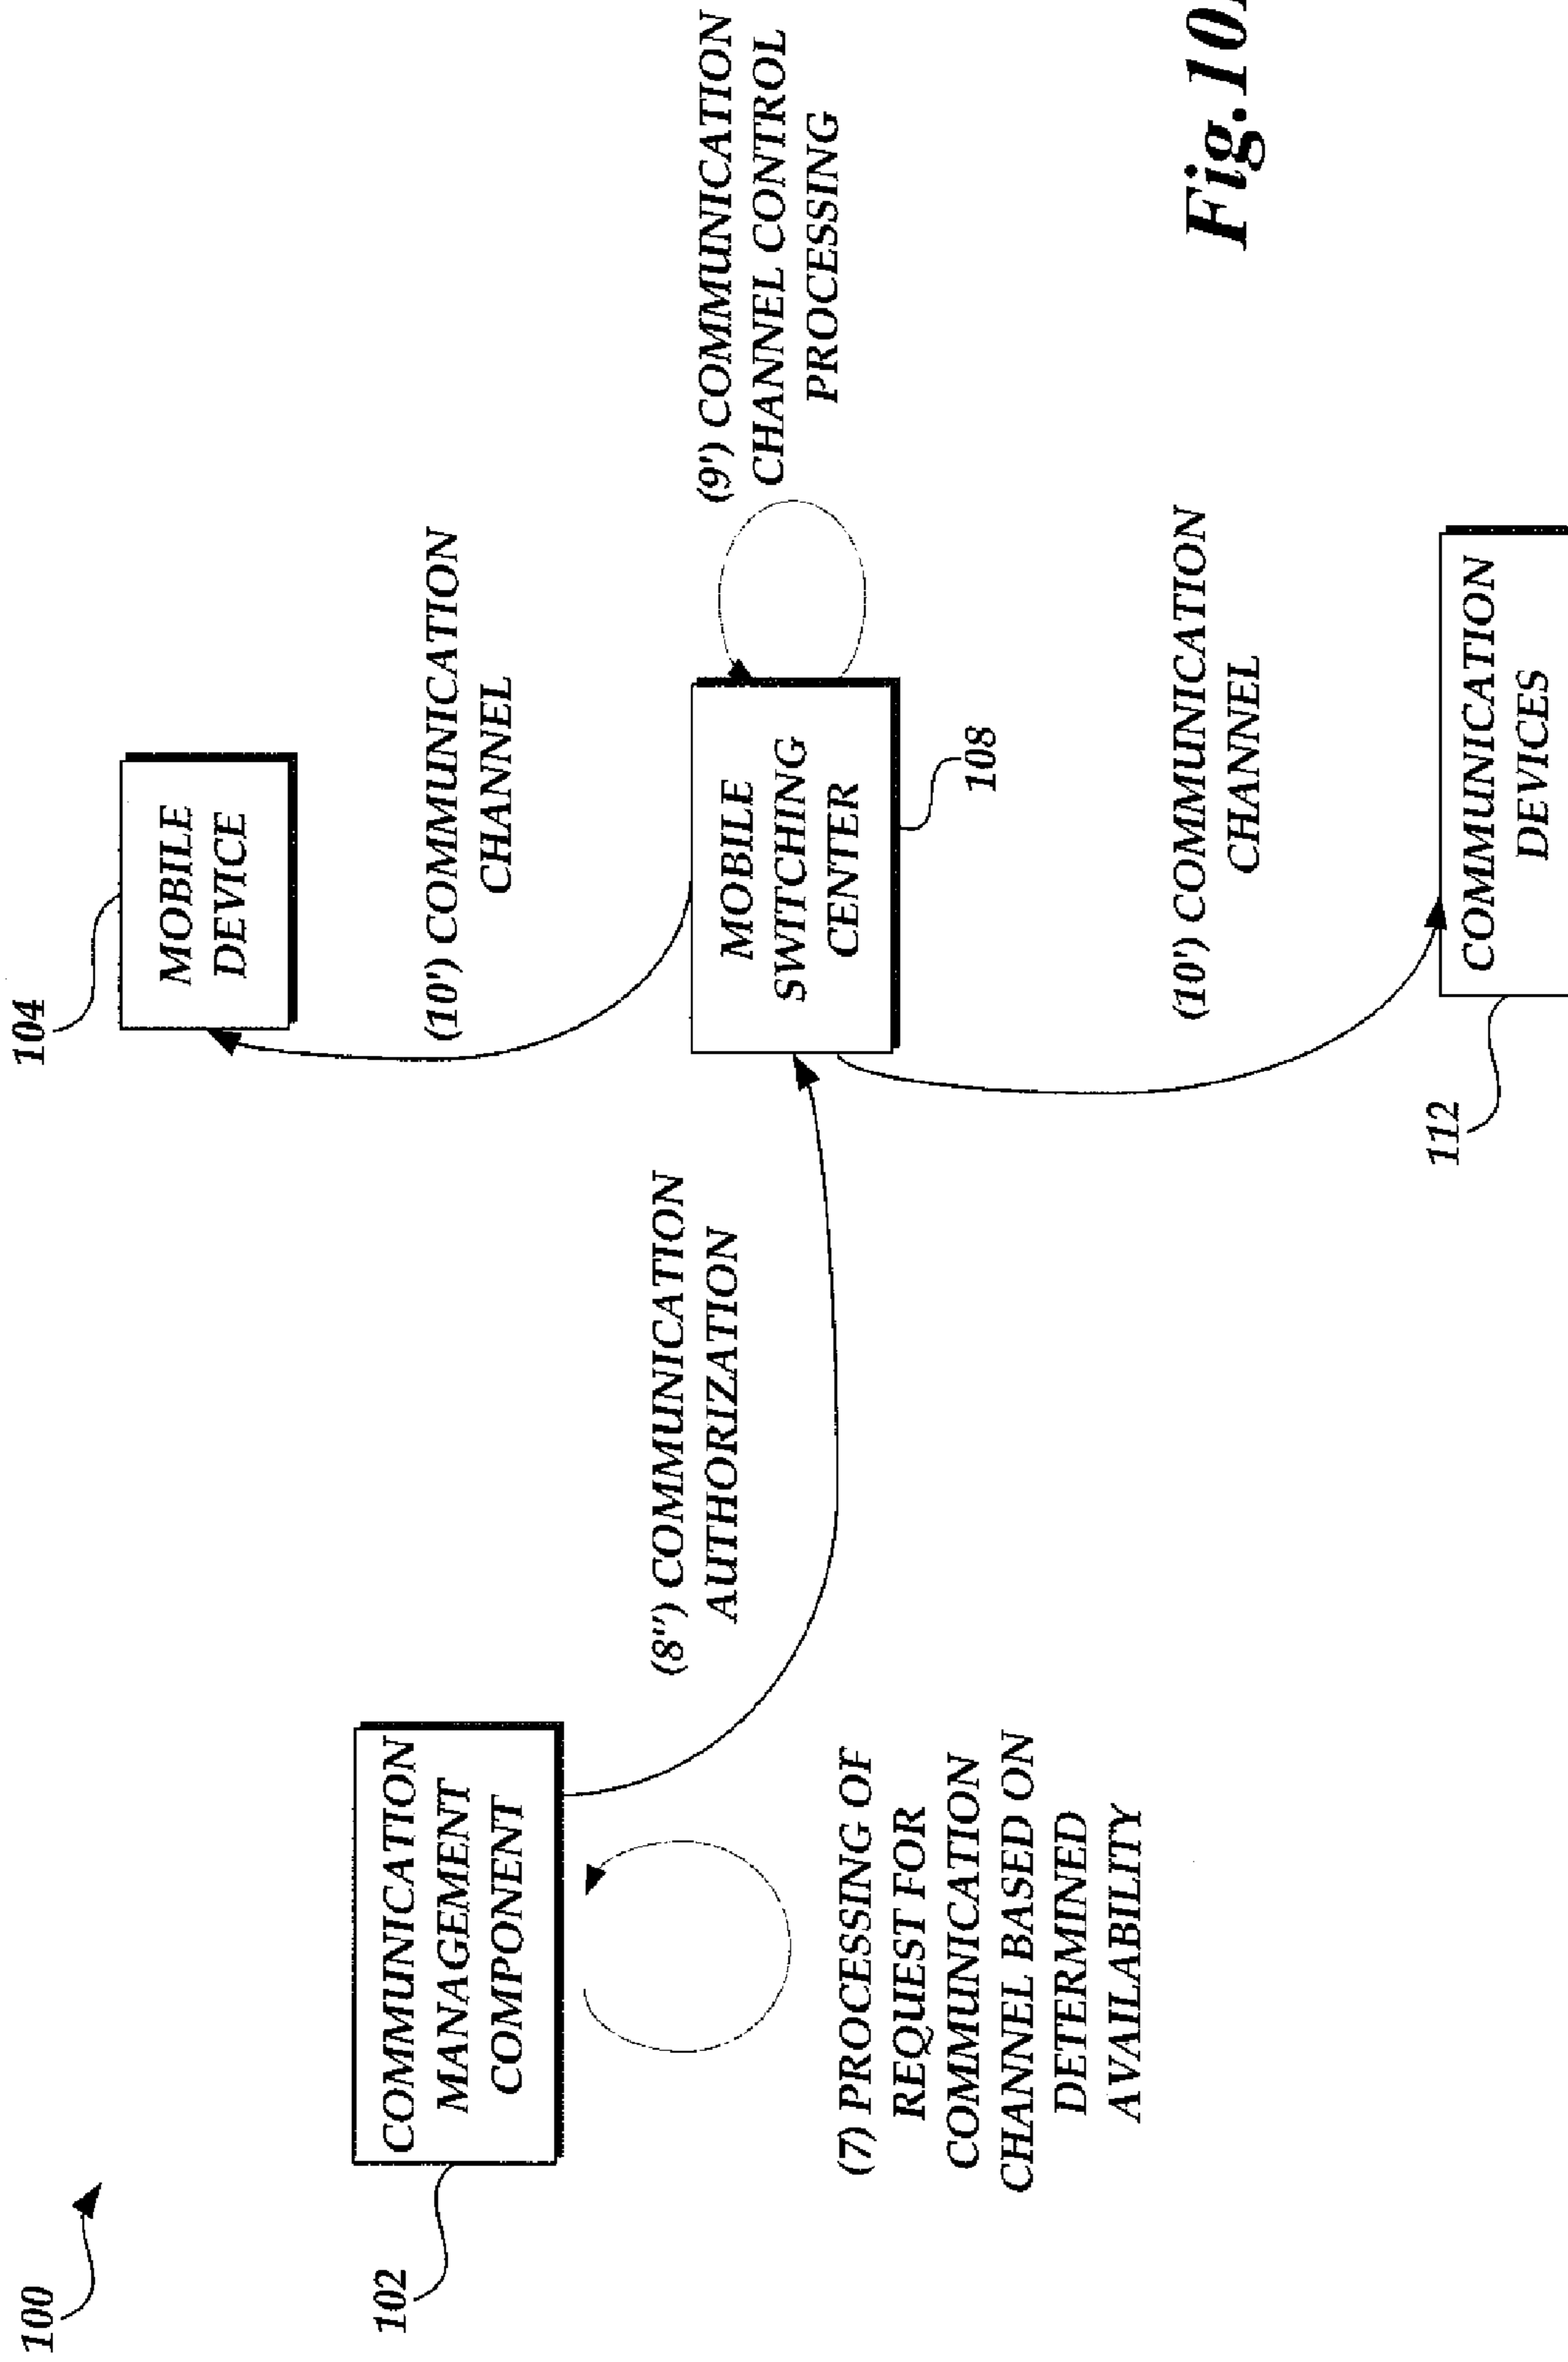 100
102
COMMUNICATION
MANAGEMENT
COMPONENT
(7) PROCESSING OF
REQUEST FOR
COMMUNICATION
CHANNEL BASED ON
DETERMINED
AVAILABILITY
(8'') COMMUNICATION
AUTHORIZATION
104
MOBILE
DEVICE
(10') COMMUNICATION
CHANNEL
MOBILE
SWITCHING
CENTER
108
(9') COMMUNICATION
CHANNEL CONTROL
PROCESSING
(10') COMMUNICATION
CHANNEL
112
COMMUNICATION
DEVICES
Fig.10